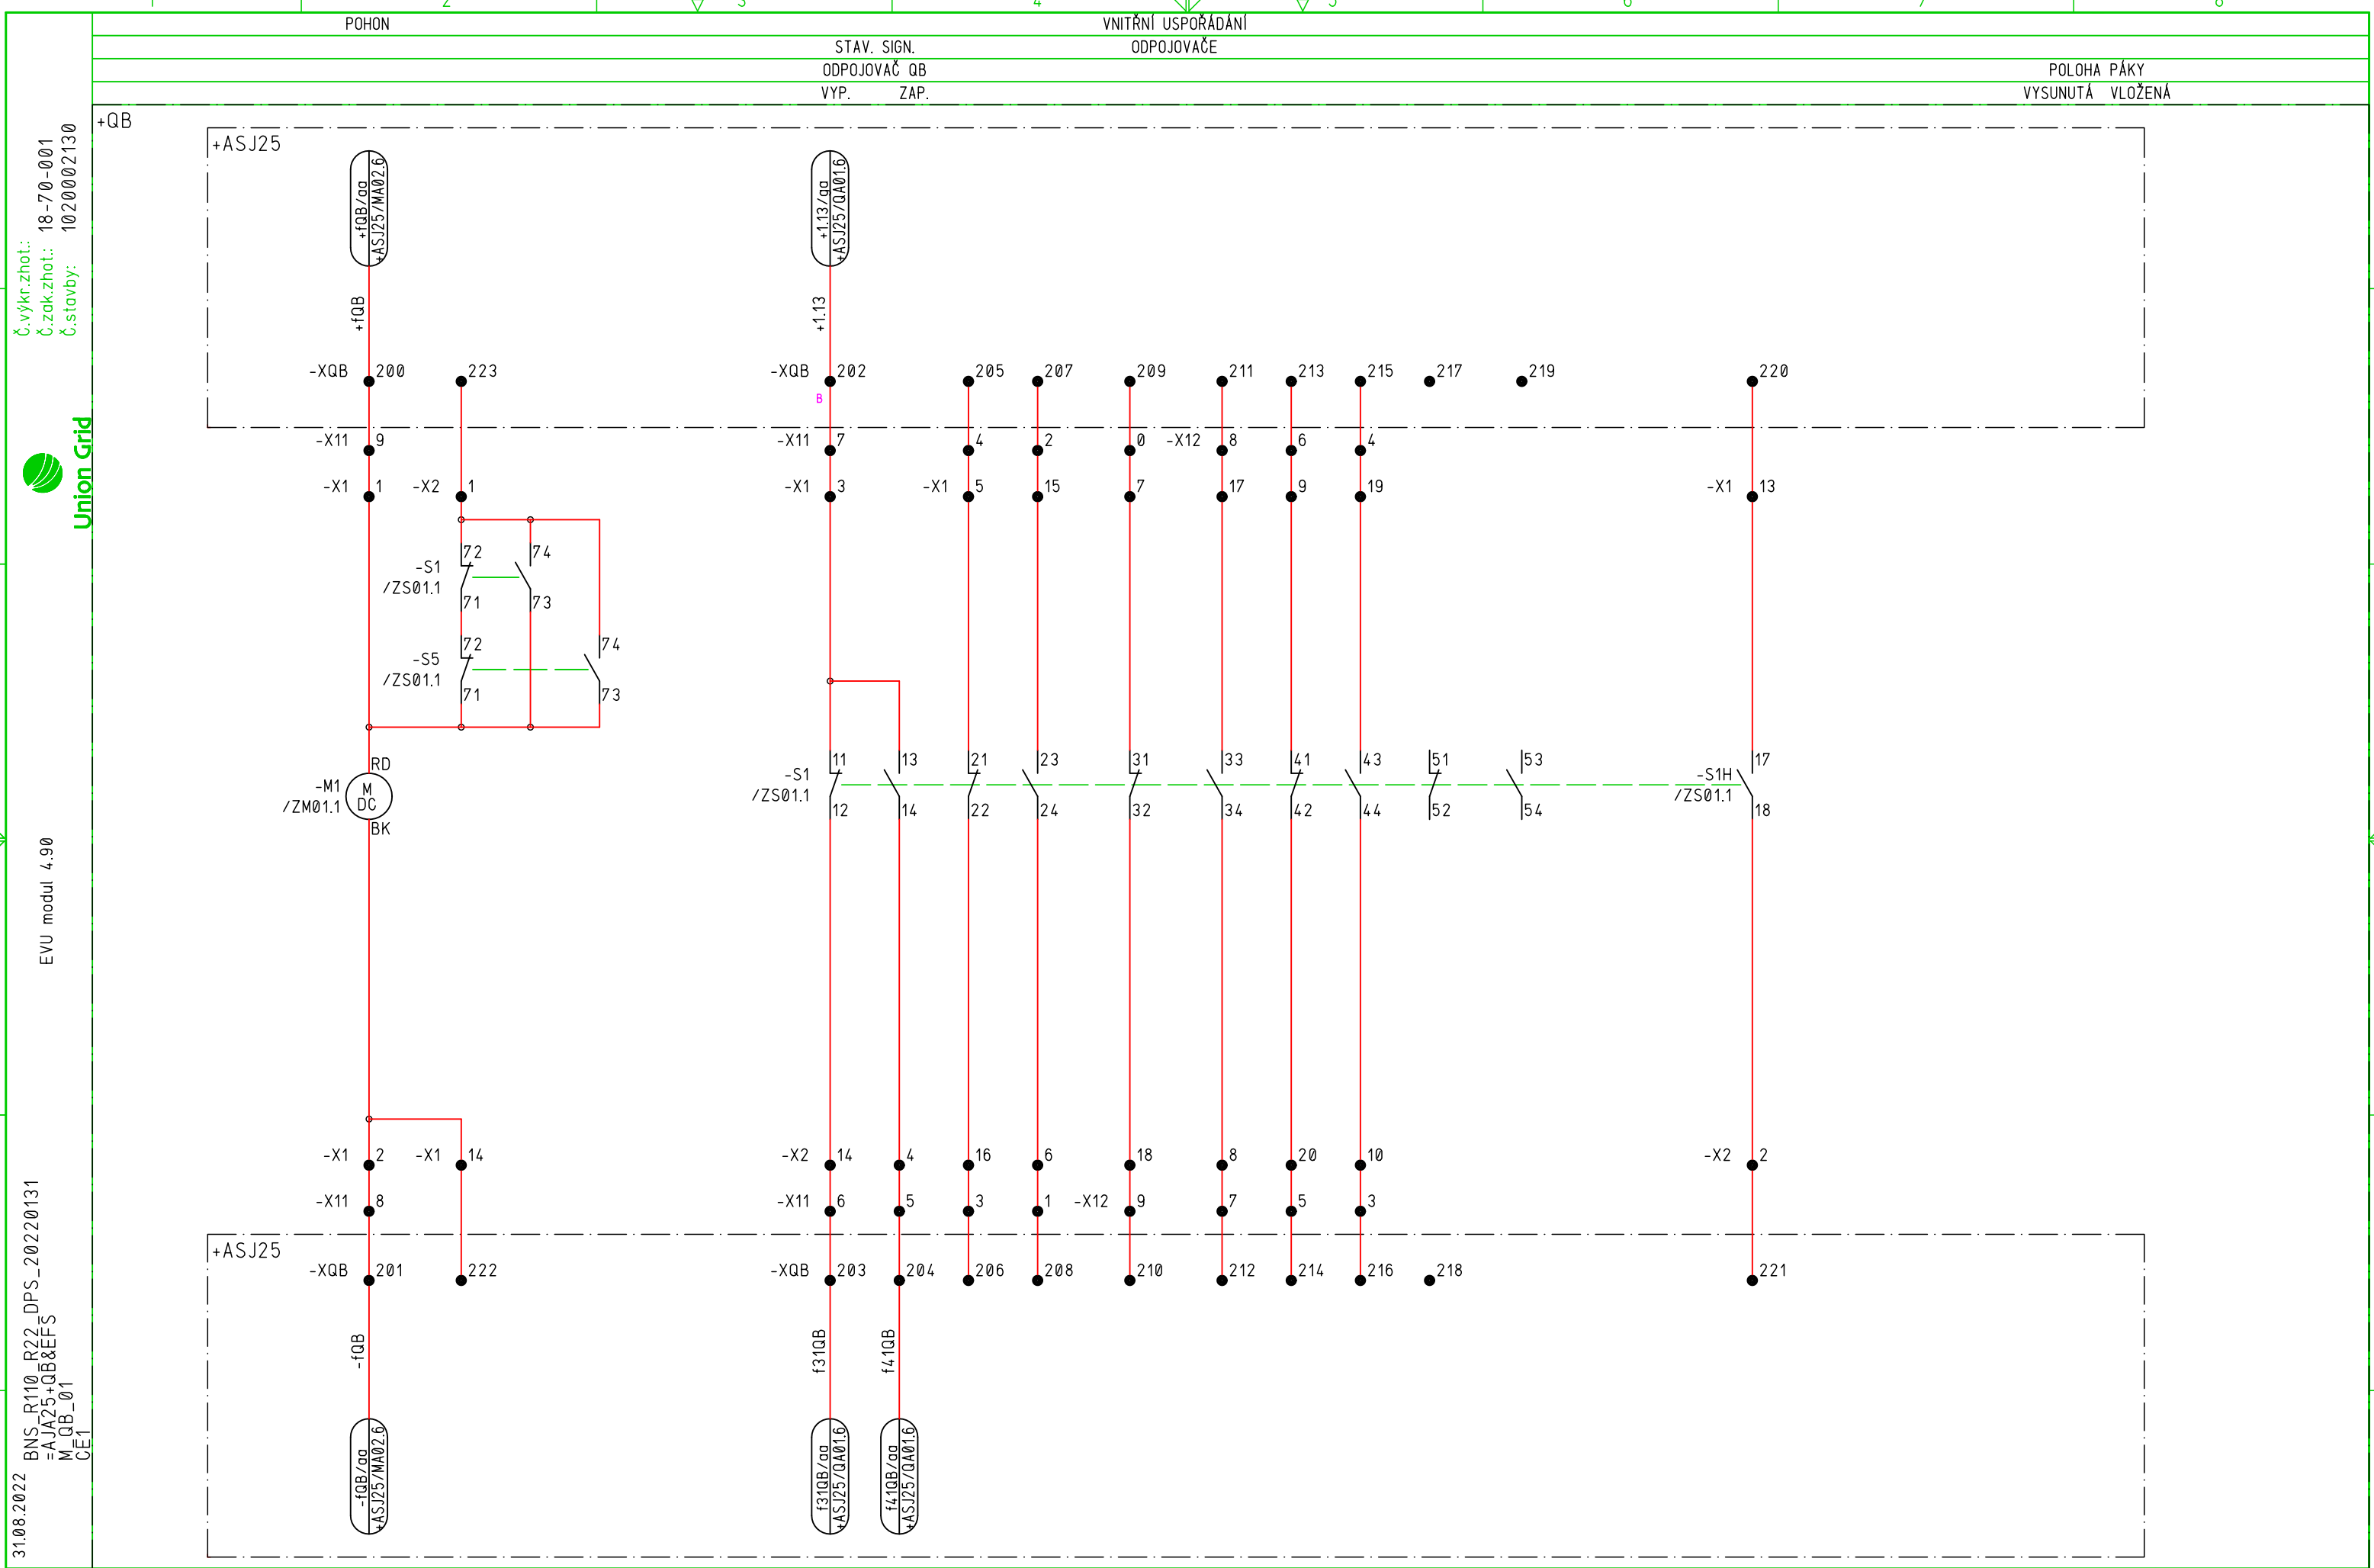 1 2 3 4 5 6 7 8
POHON VNITŘNÍ USPOŘÁDÁNÍ
STAV. SIGN. ODPOJOVAČE
ODPOJOVAČ QB POLOHA PÁKY
VYP. ZAP. VYSUNUTÁ VLOŽENÁ
Č.výkr.zhot.:
Č.zak.zhot.: 18-70-001
Č.stavby: 10200002130
Union Grid
EVU modul 4.90
BNS_R110_R22_DPS_20220131
=AJA25+QB&EFS
M_QB_01
CE1
31.08.2022
+QB
+ASJ25
+fQB/aa
+ASJ25/MA02.6
+1.13/aa
+ASJ25/QA01.6
+fQB +1.13
-XQB 200 223 -XQB 202 205 207 209 211 213 215 217 219 220
B
-X11 9 -X11 7 4 2 0 -X12 8 6 4
-X1 1 -X2 1 -X1 3 -X1 5 15 7 17 9 19 -X1 13
72 74
-S1
/ZS01.1
71 73
72 74
-S5
/ZS01.1
71 73
RD
-M1
/ZM01.1
M
DC
BK
11 13 21 23 31 33 41 43 51 53 17
-S1 -S1H
/ZS01.1 /ZS01.1
12 14 22 24 32 34 42 44 52 54 18
-X1 2 -X1 14 -X2 14 4 16 6 18 8 20 10 -X2 2
-X11 8 -X11 6 5 3 1 -X12 9 7 5 3
+ASJ25
-XQB 201 222 -XQB 203 204 206 208 210 212 214 216 218 221
-fQB f31QB f41QB
-fQB/aa
+ASJ25/MA02.6
f31QB/aa
+ASJ25/QA01.6
f41QB/aa
+ASJ25/QA01.6